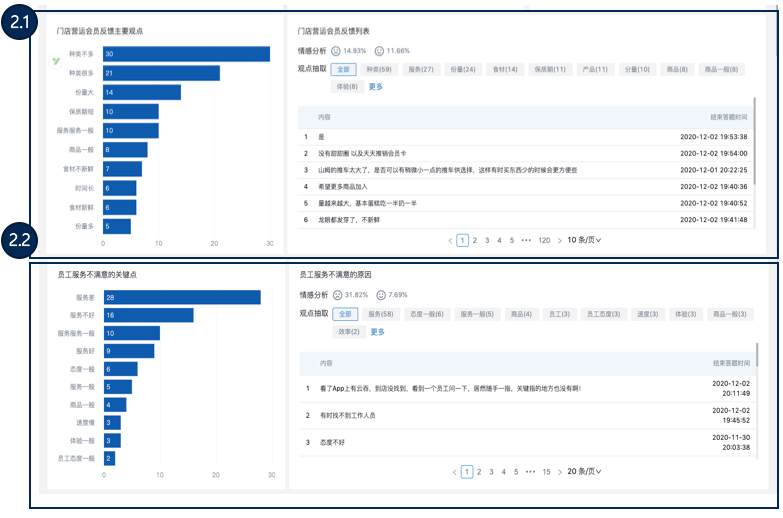 2.1
门店营运会员反馈主要观点
种类不多 30
种类很多 21
份量大 14
保质期短 10
服务服务一般 10
商品一般 8
食材不新鲜 7
时间长 6
食材新鲜 6
份量多 5
0 10 20 30
门店营运会员反馈列表
情感分析 14.93% 11.66%
观点抽取 全部 种类(59) 服务(27) 份量(24) 食材(14) 保质期(11) 产品(11) 分量(10) 商品(8) 商品一般(8)
体验(8) 更多
内容 结束答题时间
1 是 2020-12-02 19:53:38
2 没有甜甜圈 以及天天推销会员卡 2020-12-02 19:54:00
3 山姆的推车太大了，是否可以有稍微小一点的推车供选择，这样有时买东西少的时候会更方便些 2020-12-01 20:22:25
4 希望更多商品加入 2020-12-02 19:40:36
5 量越来越大，基本蛋糕吃一半扔一半 2020-12-02 19:40:52
6 龙眼都发芽了，不新鲜 2020-12-02 19:41:48
< 1 2 3 4 5 ••• 120 > 10 条/页
2.2
员工服务不满意的关键点
服务差 28
服务不好 16
服务服务一般 10
服务好 9
态度一般 6
服务一般 5
商品一般 4
速度慢 3
体验一般 3
员工态度一般 2
0 10 20 30
员工服务不满意的原因
情感分析 31.82% 7.69%
观点抽取 全部 服务(58) 态度一般(6) 服务一般(5) 商品(4) 员工(3) 员工态度(3) 速度(3) 体验(3) 商品一般(3)
效率(2) 更多
内容 结束答题时间
1 看了App上有云吞，到店没找到，看到一个员工问一下，居然随手一指，关键指的地方也没有啊！ 2020-12-02
20:11:49
2 有时找不到工作人员 2020-12-02
19:45:52
3 态度不好 2020-11-30
20:03:38
< 1 2 3 4 5 ••• 15 > 20 条/页